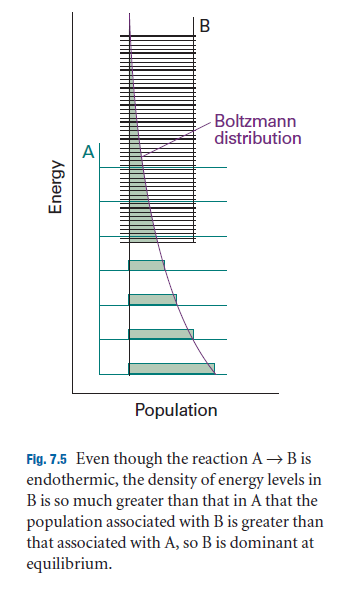 B
Boltzmann
distribution
A
Energy
Population
Fig. 7.5 Even though the reaction A → B is
endothermic, the density of energy levels in
B is so much greater than that in A that the
population associated with B is greater than
that associated with A, so B is dominant at
equilibrium.